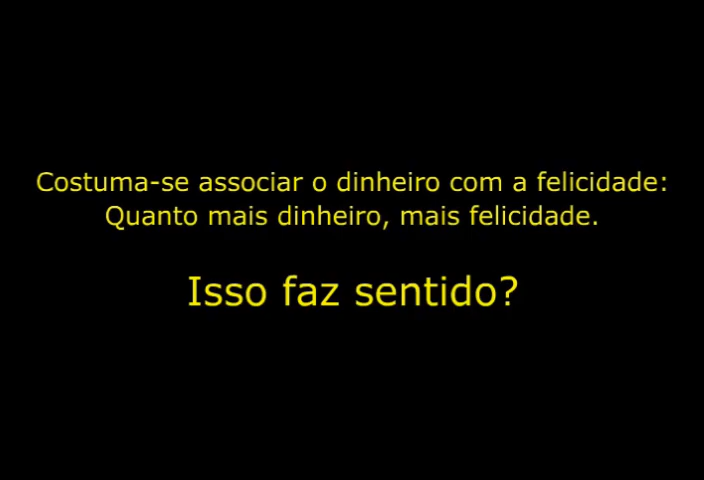 Costuma-se associar o dinheiro com a felicidade:
Quanto mais dinheiro, mais felicidade.
Isso faz sentido?